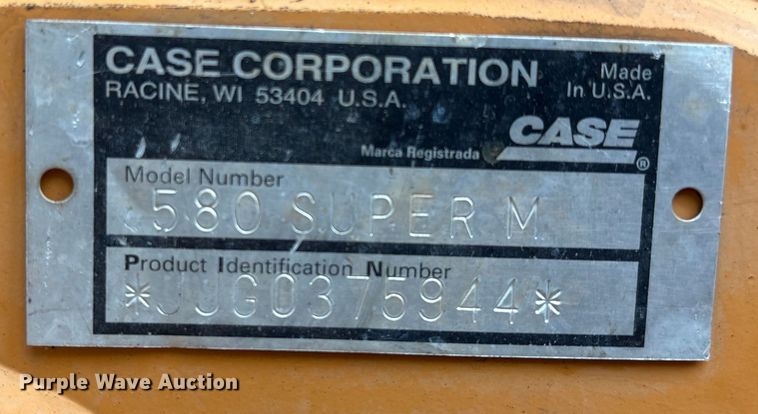 CASE CORPORATION
RACINE, WI 53404 U.S.A.
Made
In U.S.A.
CASE
®
Marca Registrada
Model Number
580 SUPER M
Product Identification Number
*JJG0375944*
Purple Wave Auction